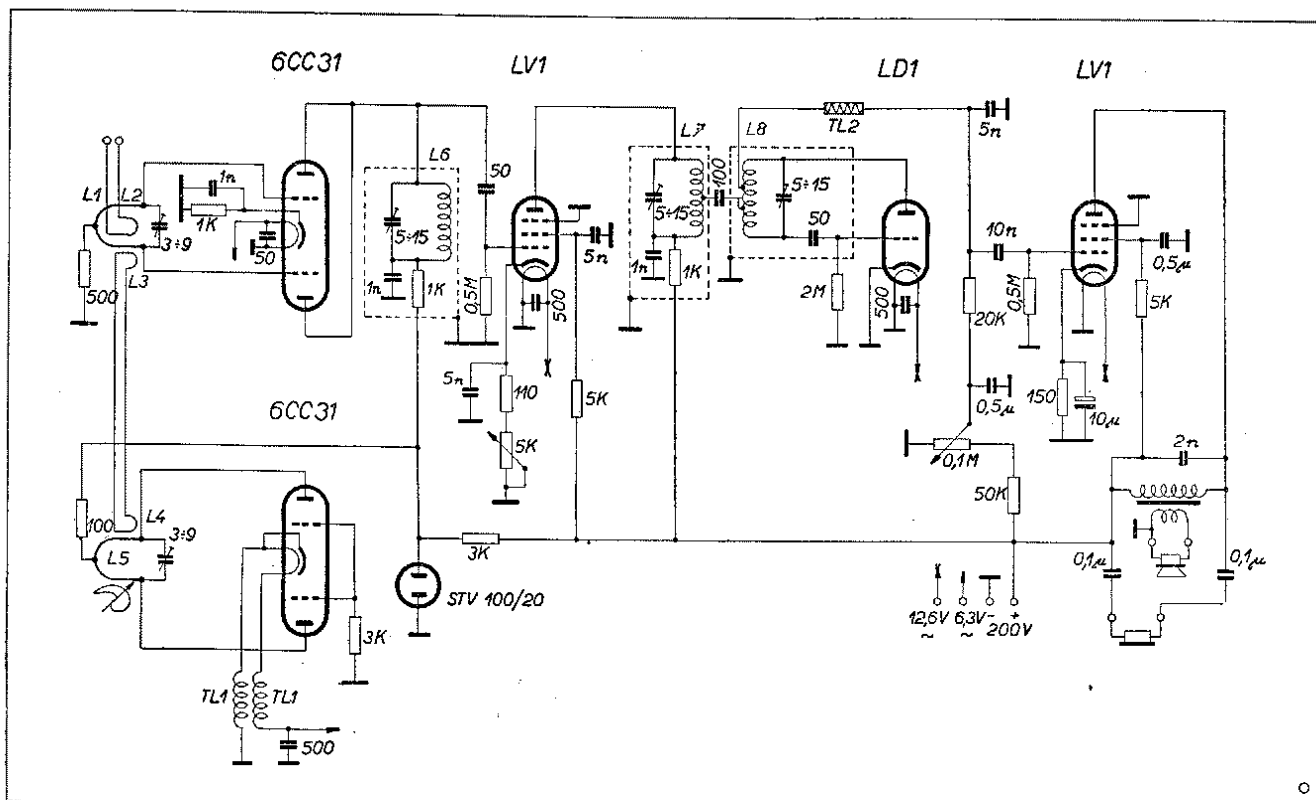 6CC31
LV1
LD1
LV1
L1
L2
1n
1K
50
3÷9
L3
500
L6
5÷15
1n
1K
50
0,5M
500
5n
5n
110
5K
5K
L7
5÷15
1n
1K
100
L8
5÷15
50
2M
TL2
500
5n
10n
20K
0,5M
0,5µ
0,1M
50K
0,5µ
5K
150
10µ
2n
0,1µ
0,1µ
6CC31
100
L4
L5
3÷9
3K
TL1
TL1
500
3K
STV 100/20
12,6V
~
6,3V
~
-
+
200V